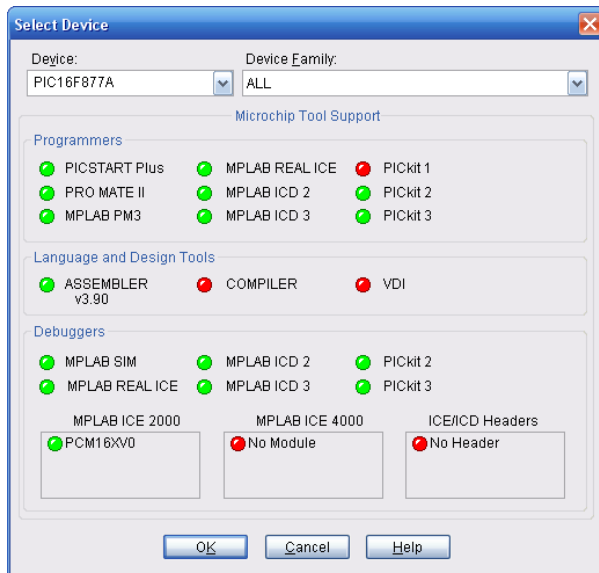 Select Device
Device: Device Family:
PIC16F877A ALL
Microchip Tool Support
Programmers
PICSTART Plus MPLAB REAL ICE PICkit 1
PRO MATE II MPLAB ICD 2 PICkit 2
MPLAB PM3 MPLAB ICD 3 PICkit 3
Language and Design Tools
ASSEMBLER COMPILER VDI
v3.90
Debuggers
MPLAB SIM MPLAB ICD 2 PICkit 2
MPLAB REAL ICE MPLAB ICD 3 PICkit 3
MPLAB ICE 2000 MPLAB ICE 4000 ICE/ICD Headers
PCM16XV0 No Module No Header
OK Cancel Help